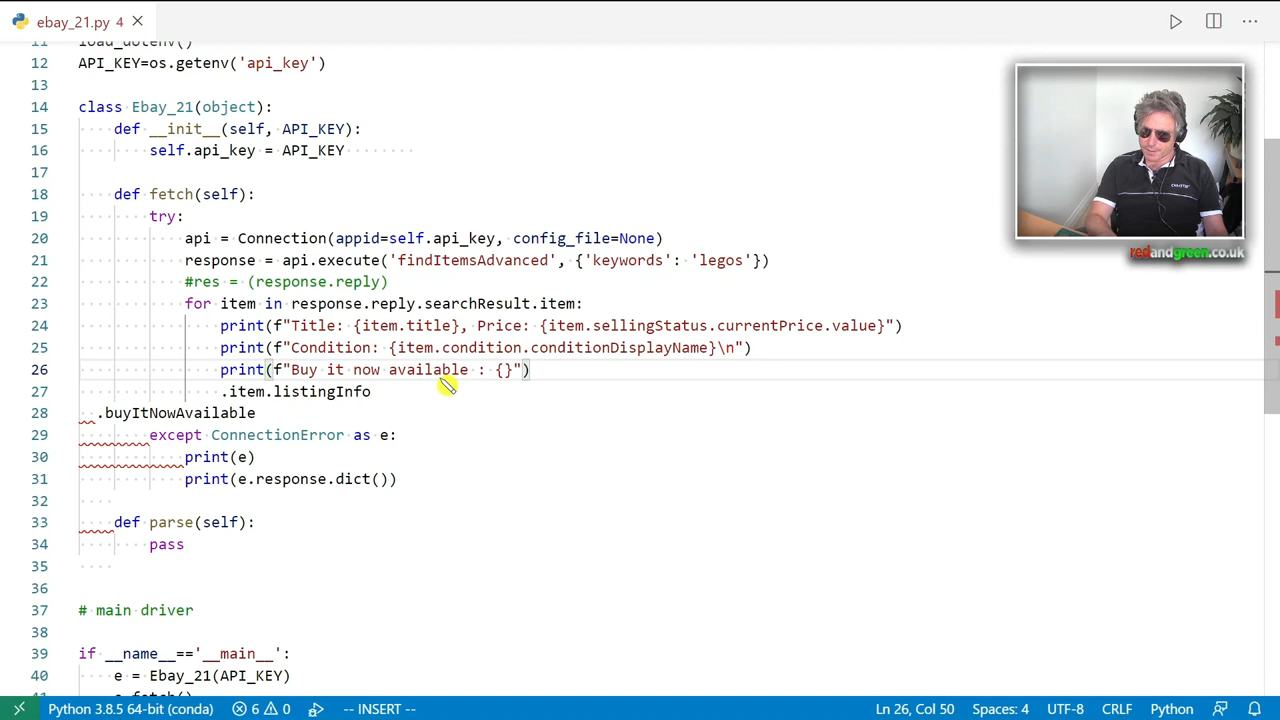 ebay_21.py 4
11 load_dotenv()
12 API_KEY=os.getenv('api_key')
13
14 class Ebay_21(object):
15 def __init__(self, API_KEY):
16 self.api_key = API_KEY
17
18 def fetch(self):
19 try:
20 api = Connection(appid=self.api_key, config_file=None)
21 response = api.execute('findItemsAdvanced', {'keywords': 'legos'})
22 #res = (response.reply)
23 for item in response.reply.searchResult.item:
24 print(f"Title: {item.title}, Price: {item.sellingStatus.currentPrice.value}")
25 print(f"Condition: {item.condition.conditionDisplayName}\n")
26 print(f"Buy it now available : {}")
27 .item.listingInfo
28 .buyItNowAvailable
29 except ConnectionError as e:
30 print(e)
31 print(e.response.dict())
32
33 def parse(self):
34 pass
35
36
37 # main driver
38
39 if __name__=='__main__':
40 e = Ebay_21(API_KEY)
41 e.fetch()
redandgreen.co.uk
Python 3.8.5 64-bit (conda) 6 0 -- INSERT -- Ln 26, Col 50 Spaces: 4 UTF-8 CRLF Python